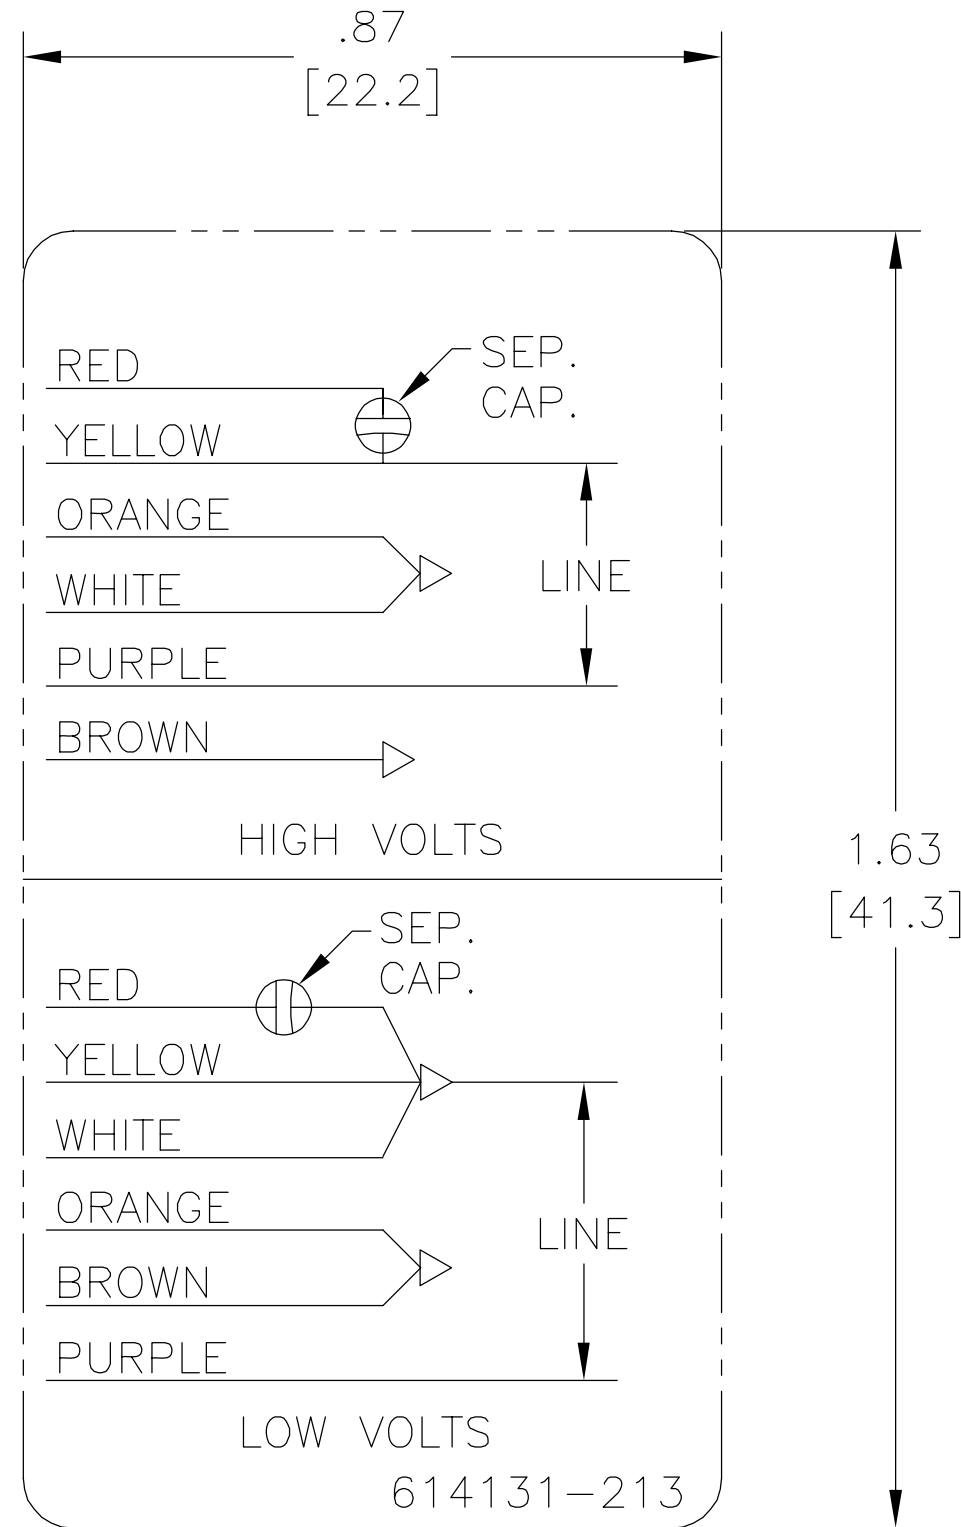 .87
[22.2]
RED
SEP.
CAP.
YELLOW
ORANGE
WHITE
LINE
PURPLE
BROWN
HIGH VOLTS
1.63
[41.3]
SEP.
CAP.
RED
YELLOW
WHITE
ORANGE
LINE
BROWN
PURPLE
LOW VOLTS
614131-213